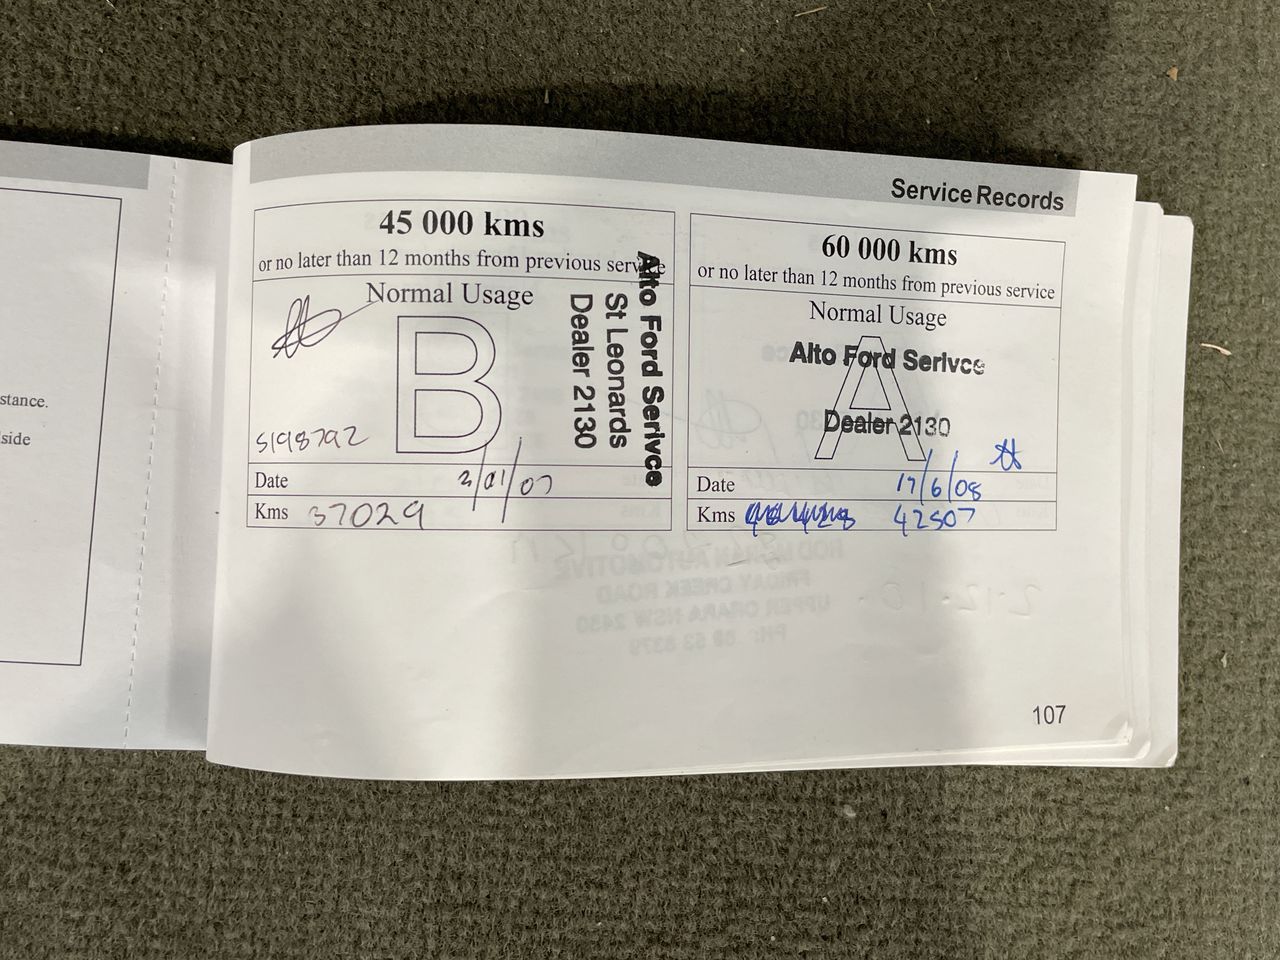 stance.
side
Service Records
45 000 kms
or no later than 12 months from previous service
Normal Usage
B
Alto Ford Serivce
St Leonards
Dealer 2130
S198792
Date 2/01/07
Kms 37029
60 000 kms
or no later than 12 months from previous service
Normal Usage
A
Alto Ford Serivce
Dealer 2130
Date 17/6/08
Kms 42507
107